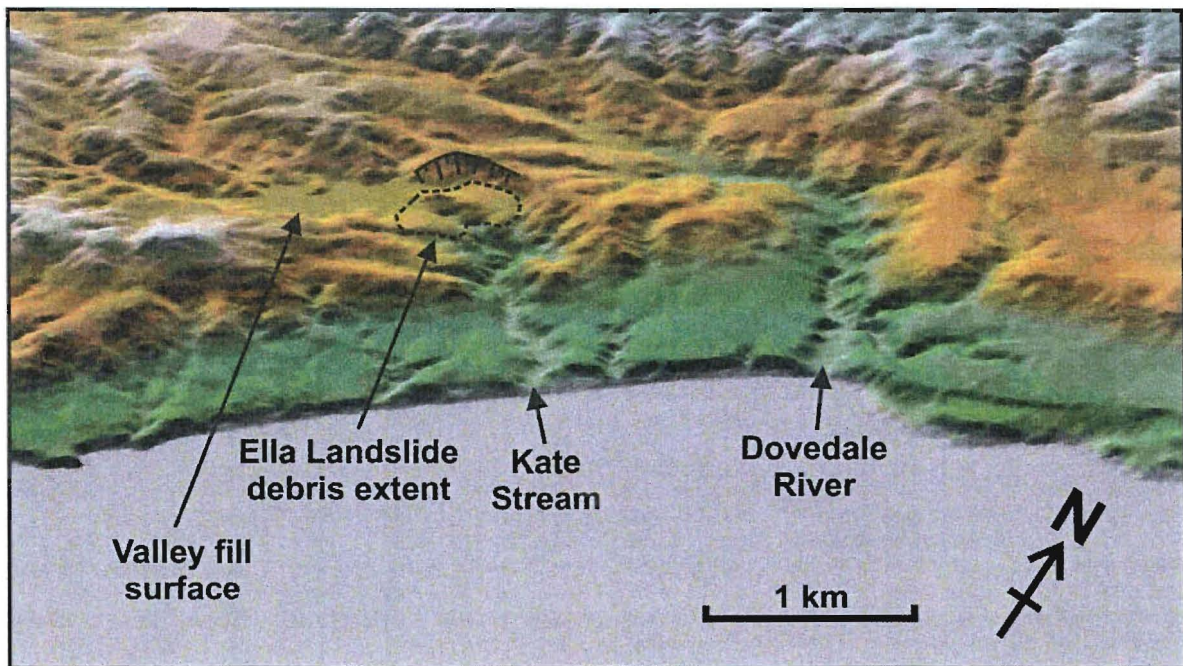 Ella Landslide
debris extent
Kate
Stream
Dovedale
River
Valley fill
surface
N
1 km